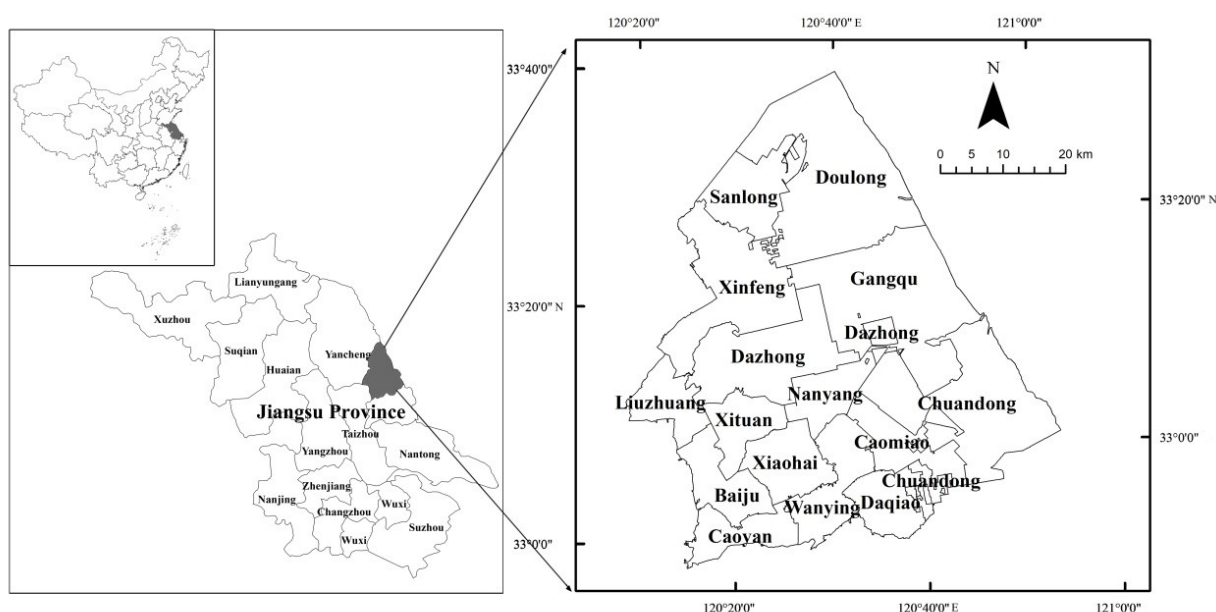 120°20'0"
120°40'0" E
121°0'0"
33°40'0"
33°20'0" N
33°0'0"
Lianyungang
Xuzhou
Suqian
Yancheng
Huaian
Jiangsu Province
Taizhou
Yangzhou
Nantong
Zhenjiang
Nanjing
Wuxi
Changzhou
Suzhou
Wuxi
N
0 5 10 20 km
Doulong
Sanlong
33°20'0" N
Gangqu
Xinfeng
Dazhong
Dazhong
Nanyang
Liuzhuang
Chuandong
Xituan
Caomiao
33°0'0"
Xiaohai
Chuandong
Baiju
Daqiao
Wanying
Caoyan
120°20'0"
120°40'0" E
121°0'0"